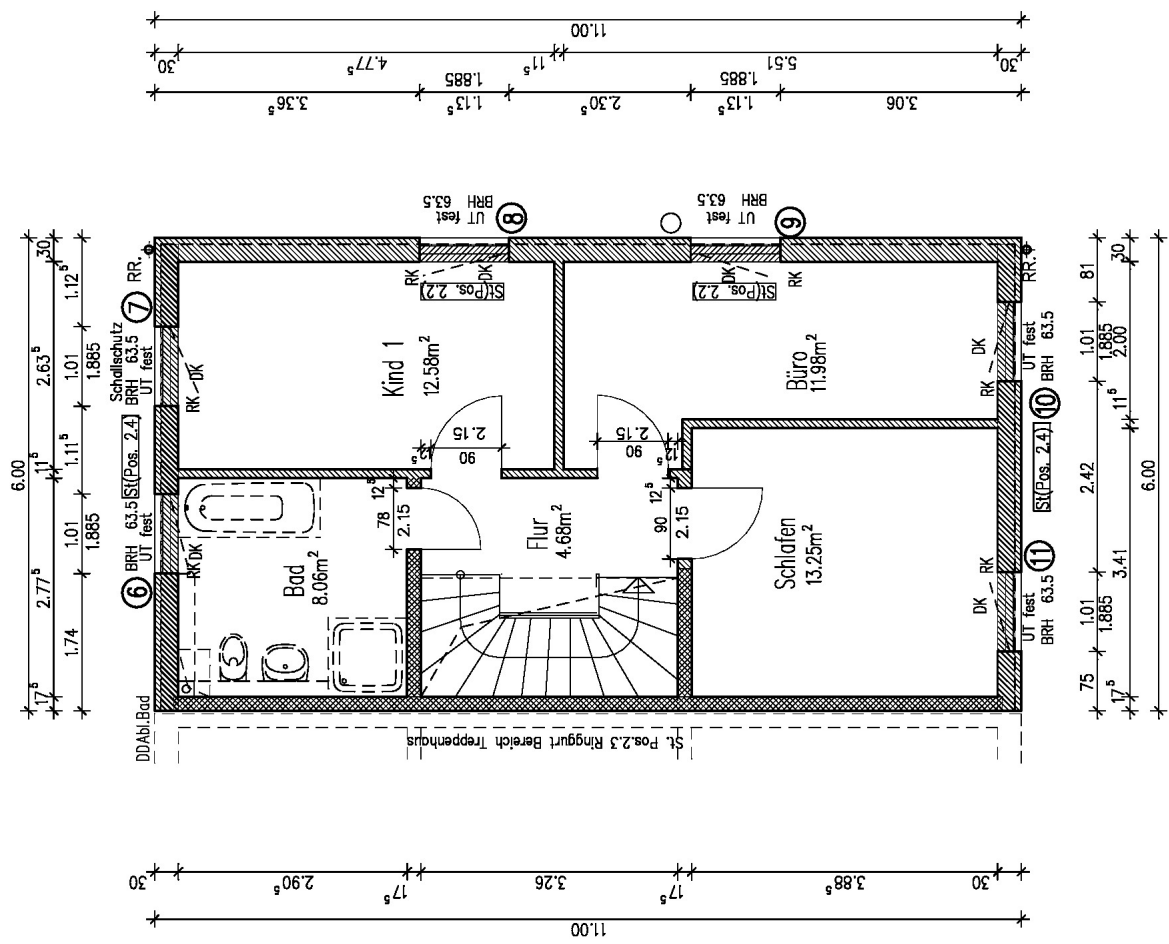 11.00
30
4.77⁵
11⁵
5.51
30
1.885
1.885
3.36⁵
1.13⁵
2.30⁵
1.13⁵
3.06
UT fest
BRH 63.5
8
UT fest
BRH 63.5
9
6.00
30
2.63⁵
11⁵
2.77⁵
17⁵
1.12⁵
1.01
1.885
1.11⁵
1.01
1.885
1.74
RR.
7
Schallschutz
BRH 63.5
UT fest
St(Pos. 2.4)
BRH 63.5
UT fest
6
DDAbl.Bad
RK
DK
RK
DK
St(Pos. 2.2)
DK
RK
St(Pos. 2.2)
RK
DK
Kind 1
12.58m²
Büro
11.98m²
2.15
90
12⁵
2.15
90
12⁵
12⁵
78
2.15
12⁵
90
2.15
Bad
8.06m²
Flur
4.68m²
Schlafen
13.25m²
DK
RK
RK
DK
RR.
UT fest
BRH 63.5
10
St(Pos. 2.4)
11
UT fest
BRH 63.5
81
1.01
1.885
2.42
1.01
1.885
75
30
2.00
11⁵
3.41
17⁵
6.00
St. Pos.2.3 Ringgurt Bereich Treppenhaus
30
2.90⁵
17⁵
3.26
17⁵
3.88⁵
30
11.00